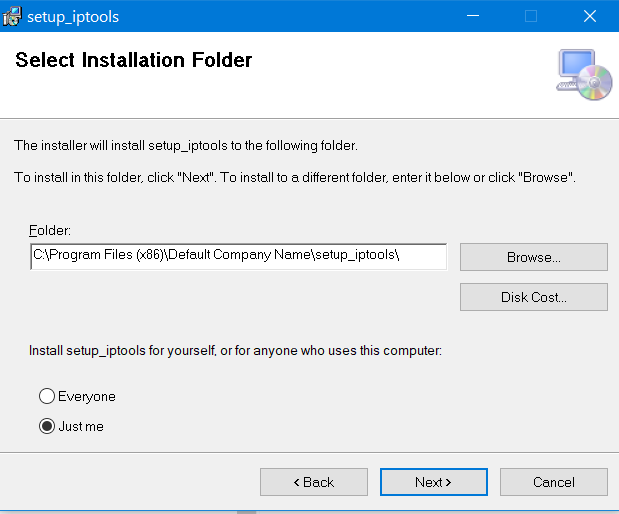 setup_iptools
Select Installation Folder
The installer will install setup_iptools to the following folder.
To install in this folder, click "Next". To install to a different folder, enter it below or click "Browse".
Folder:
C:\Program Files (x86)\Default Company Name\setup_iptools\
Browse...
Disk Cost...
Install setup_iptools for yourself, or for anyone who uses this computer:
Everyone
Just me
< Back
Next >
Cancel